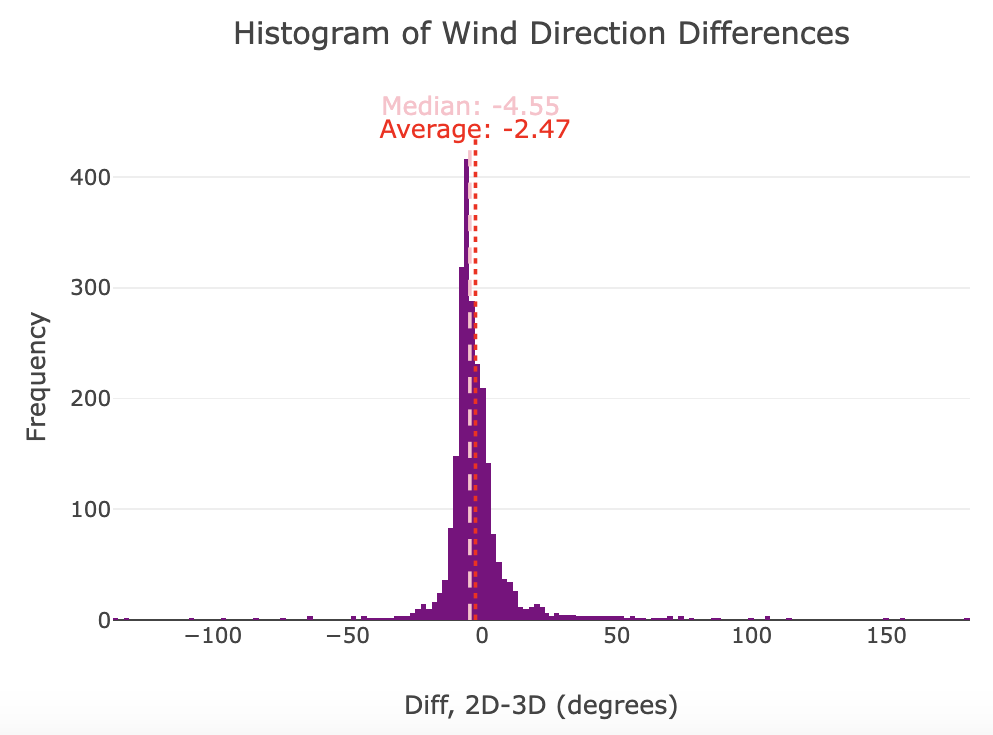 Histogram of Wind Direction Differences
Median: -4.55
Average: -2.47
400
300
200
100
0
Frequency
−100 −50 0 50 100 150
Diff, 2D-3D (degrees)